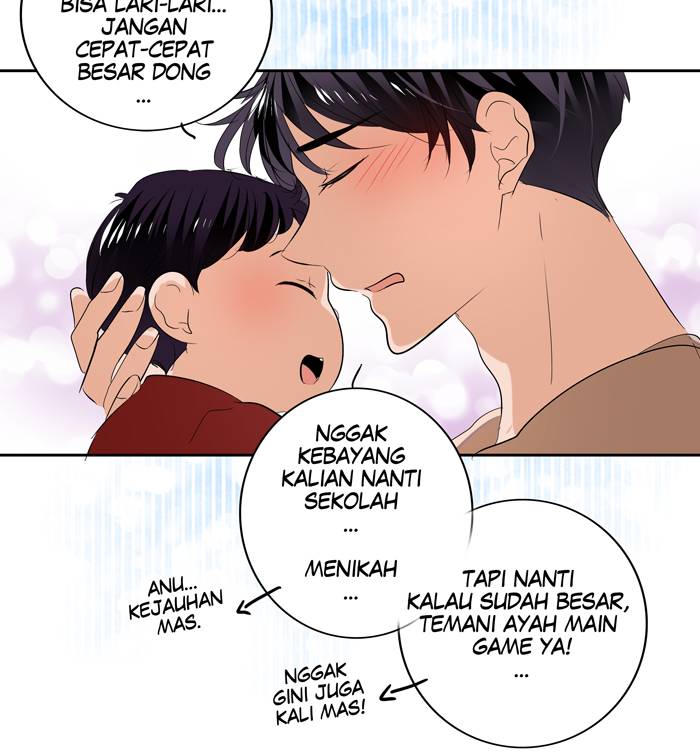 BISA LARI-LARI...
JANGAN
CEPAT-CEPAT
BESAR DONG
...
NGGAK
KEBAYANG
KALIAN NANTI
SEKOLAH
...
MENIKAH
...
ANU...
KEJAUHAN
MAS.
TAPI NANTI
KALAU SUDAH BESAR,
TEMANI AYAH MAIN
GAME YA!
...
NGGAK
GINI JUGA
KALI MAS!